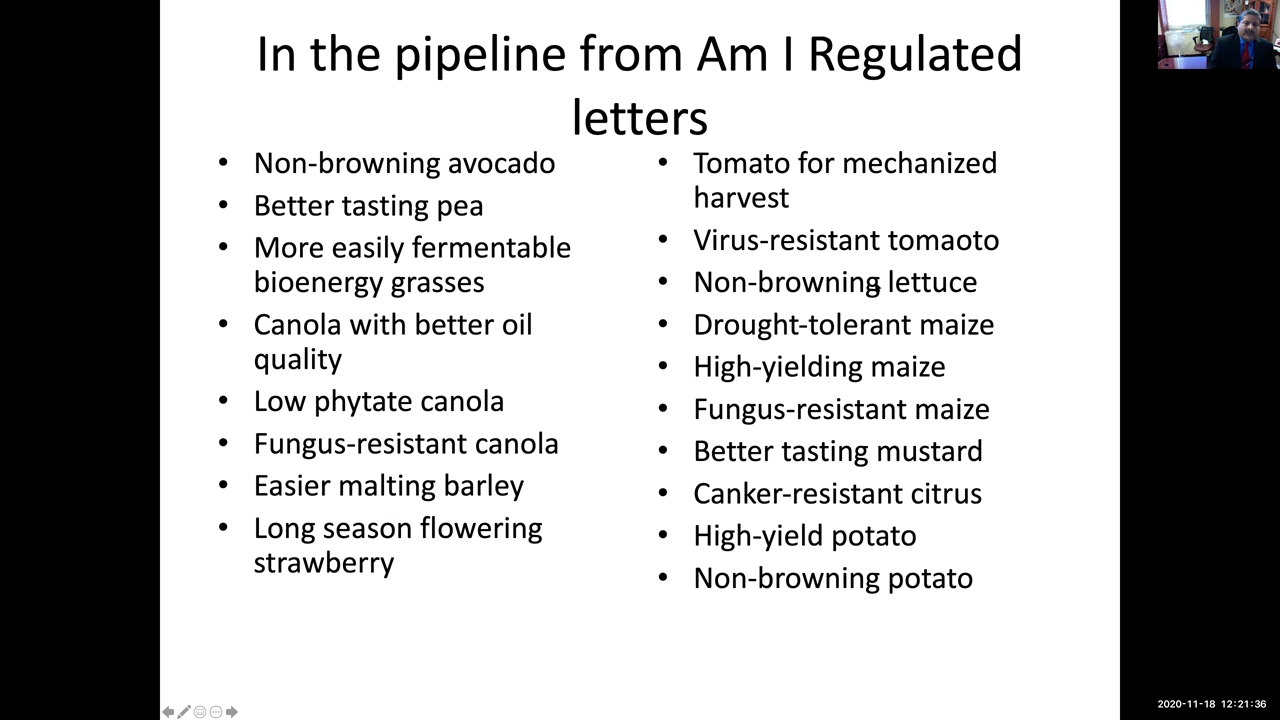 In the pipeline from Am I Regulated
letters
• Non-browning avocado
• Better tasting pea
• More easily fermentable
bioenergy grasses
• Canola with better oil
quality
• Low phytate canola
• Fungus-resistant canola
• Easier malting barley
• Long season flowering
strawberry
• Tomato for mechanized
harvest
• Virus-resistant tomaoto
• Non-browning lettuce
• Drought-tolerant maize
• High-yielding maize
• Fungus-resistant maize
• Better tasting mustard
• Canker-resistant citrus
• High-yield potato
• Non-browning potato
2020-11-18 12:21:36